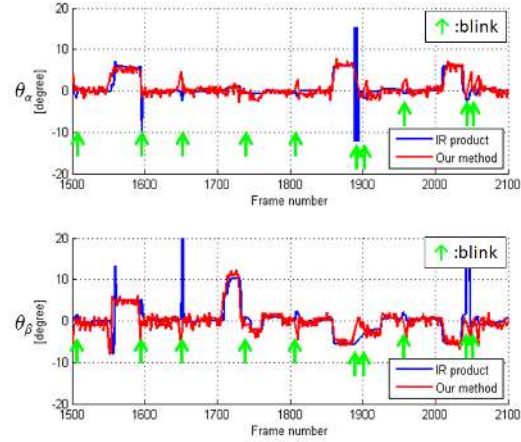 20
:blink
10
0
-10
-20
θα
[degree]
IR product
Our method
1500 1600 1700 1800 1900 2000 2100
Frame number
20
:blink
10
0
-10
-20
θβ
[degree]
IR product
Our method
1500 1600 1700 1800 1900 2000 2100
Frame number